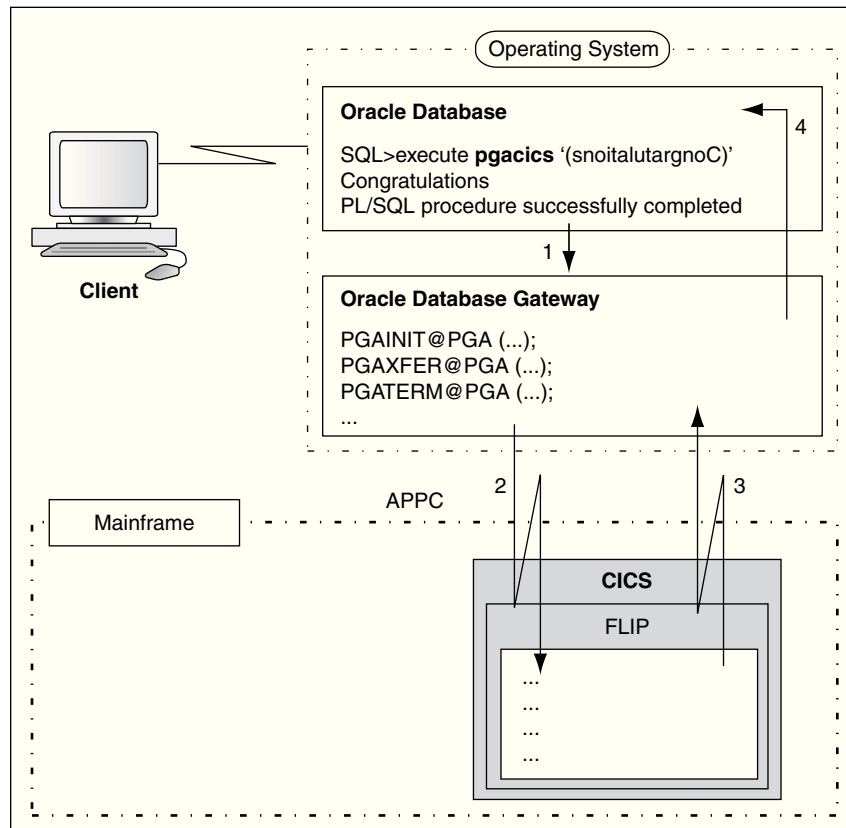 Operating System
Oracle Database
SQL>execute pgacics ‘(snoitalutargnoC)’
Congratulations
PL/SQL procedure successfully completed
4
1
Client
Oracle Database Gateway
PGAINIT@PGA (...);
PGAXFER@PGA (...);
PGATERM@PGA (...);
...
2
3
APPC
Mainframe
CICS
FLIP
...
...
...
...